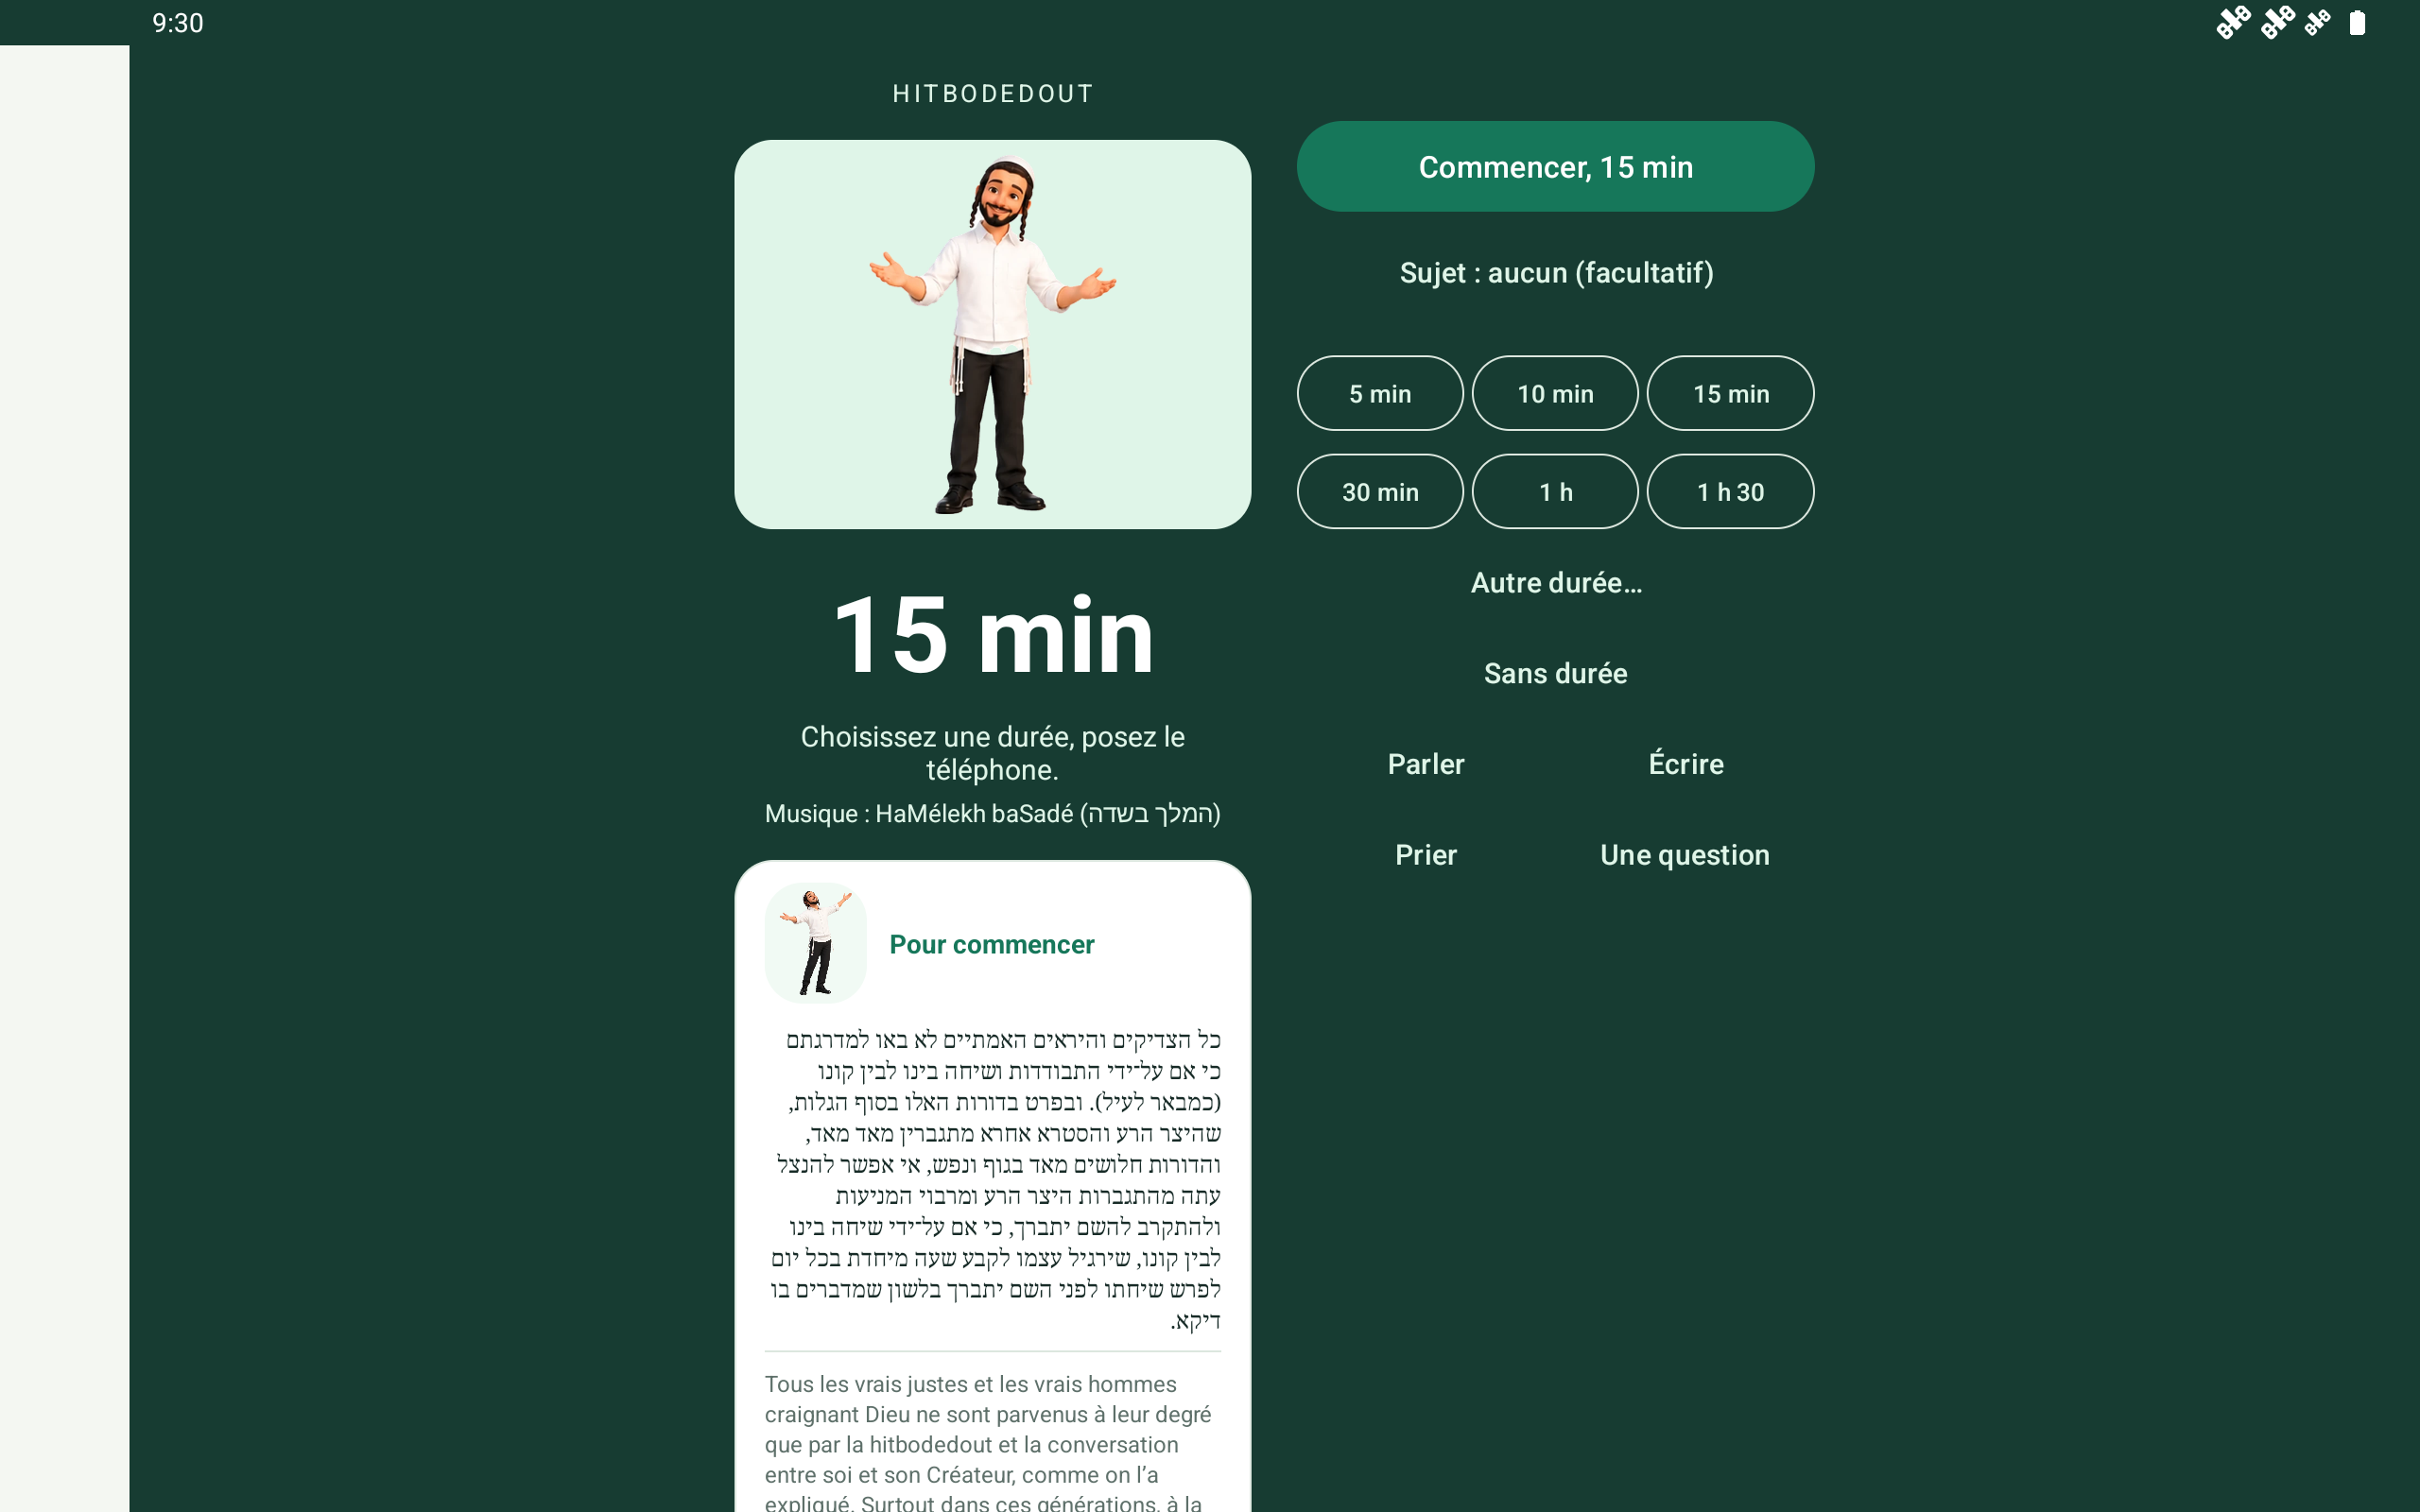 9:30
HITBODEDOUT
15 min
Choisissez une durée, posez le
téléphone.
Musique : HaMélekh baSadé (המלך בשדה)
Pour commencer
כל הצדיקים והיראים האמתיים לא באו למדרגתם
כי אם על־ידי התבודדות ושיחה בינו לבין קונו
(כמבאר לעיל). ובפרט בדורות האלו בסוף הגלות,
שהיצר הרע והסטרא אחרא מתגברין מאד מאד,
והדורות חלושים מאד בגוף ונפש, אי אפשר להנצל
עתה מהתגברות היצר הרע ומרבוי המניעות
ולהתקרב להשם יתברך, כי אם על־ידי שיחה בינו
לבין קונו, שירגיל עצמו לקבע שעה מיחדת בכל יום
לפרש שיחתו לפני השם יתברך בלשון שמדברים בו
דיקא.
Tous les vrais justes et les vrais hommes
craignant Dieu ne sont parvenus à leur degré
que par la hitbodedout et la conversation
entre soi et son Créateur, comme on l’a
expliqué. Surtout dans ces générations, à la
Commencer, 15 min
Sujet : aucun (facultatif)
5 min
10 min
15 min
30 min
1 h
1 h 30
Autre durée…
Sans durée
Parler
Écrire
Prier
Une question